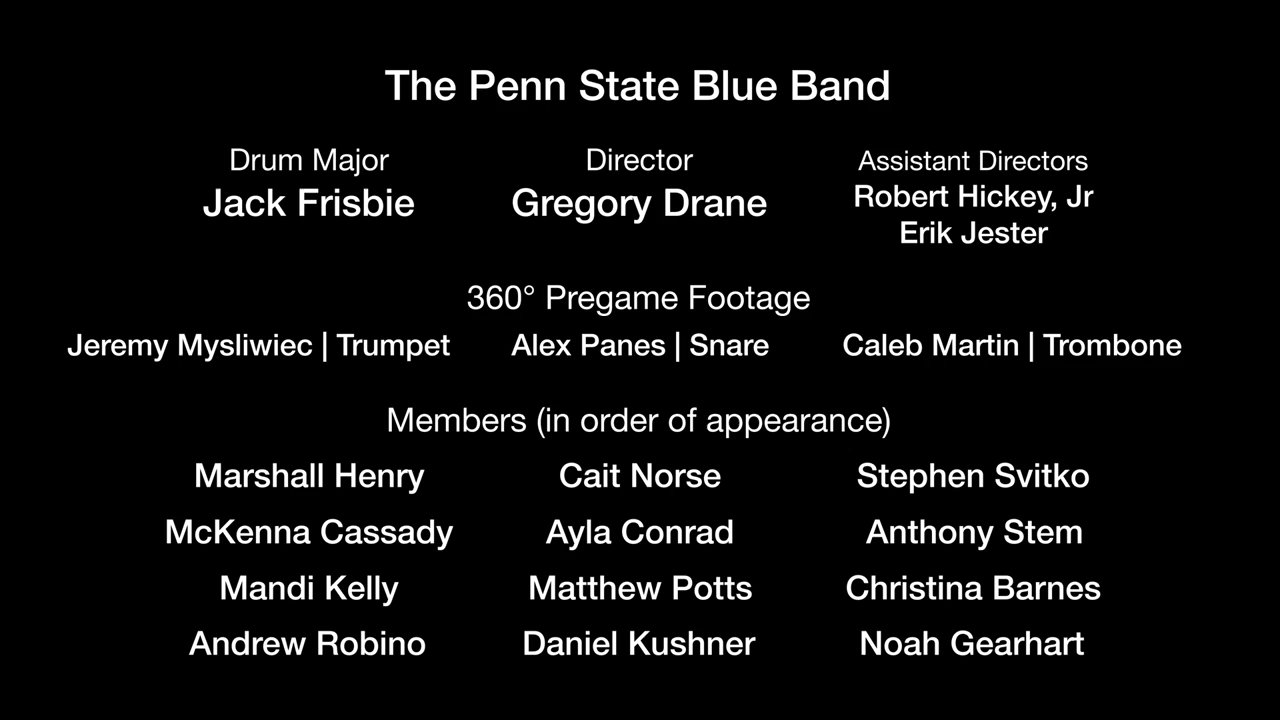 The Penn State Blue Band
Drum Major
Jack Frisbie
Director
Gregory Drane
Assistant Directors
Robert Hickey, Jr
Erik Jester
360° Pregame Footage
Jeremy Mysliwiec | Trumpet
Alex Panes | Snare
Caleb Martin | Trombone
Members (in order of appearance)
Marshall Henry
Cait Norse
Stephen Svitko
McKenna Cassady
Ayla Conrad
Anthony Stem
Mandi Kelly
Matthew Potts
Christina Barnes
Andrew Robino
Daniel Kushner
Noah Gearhart